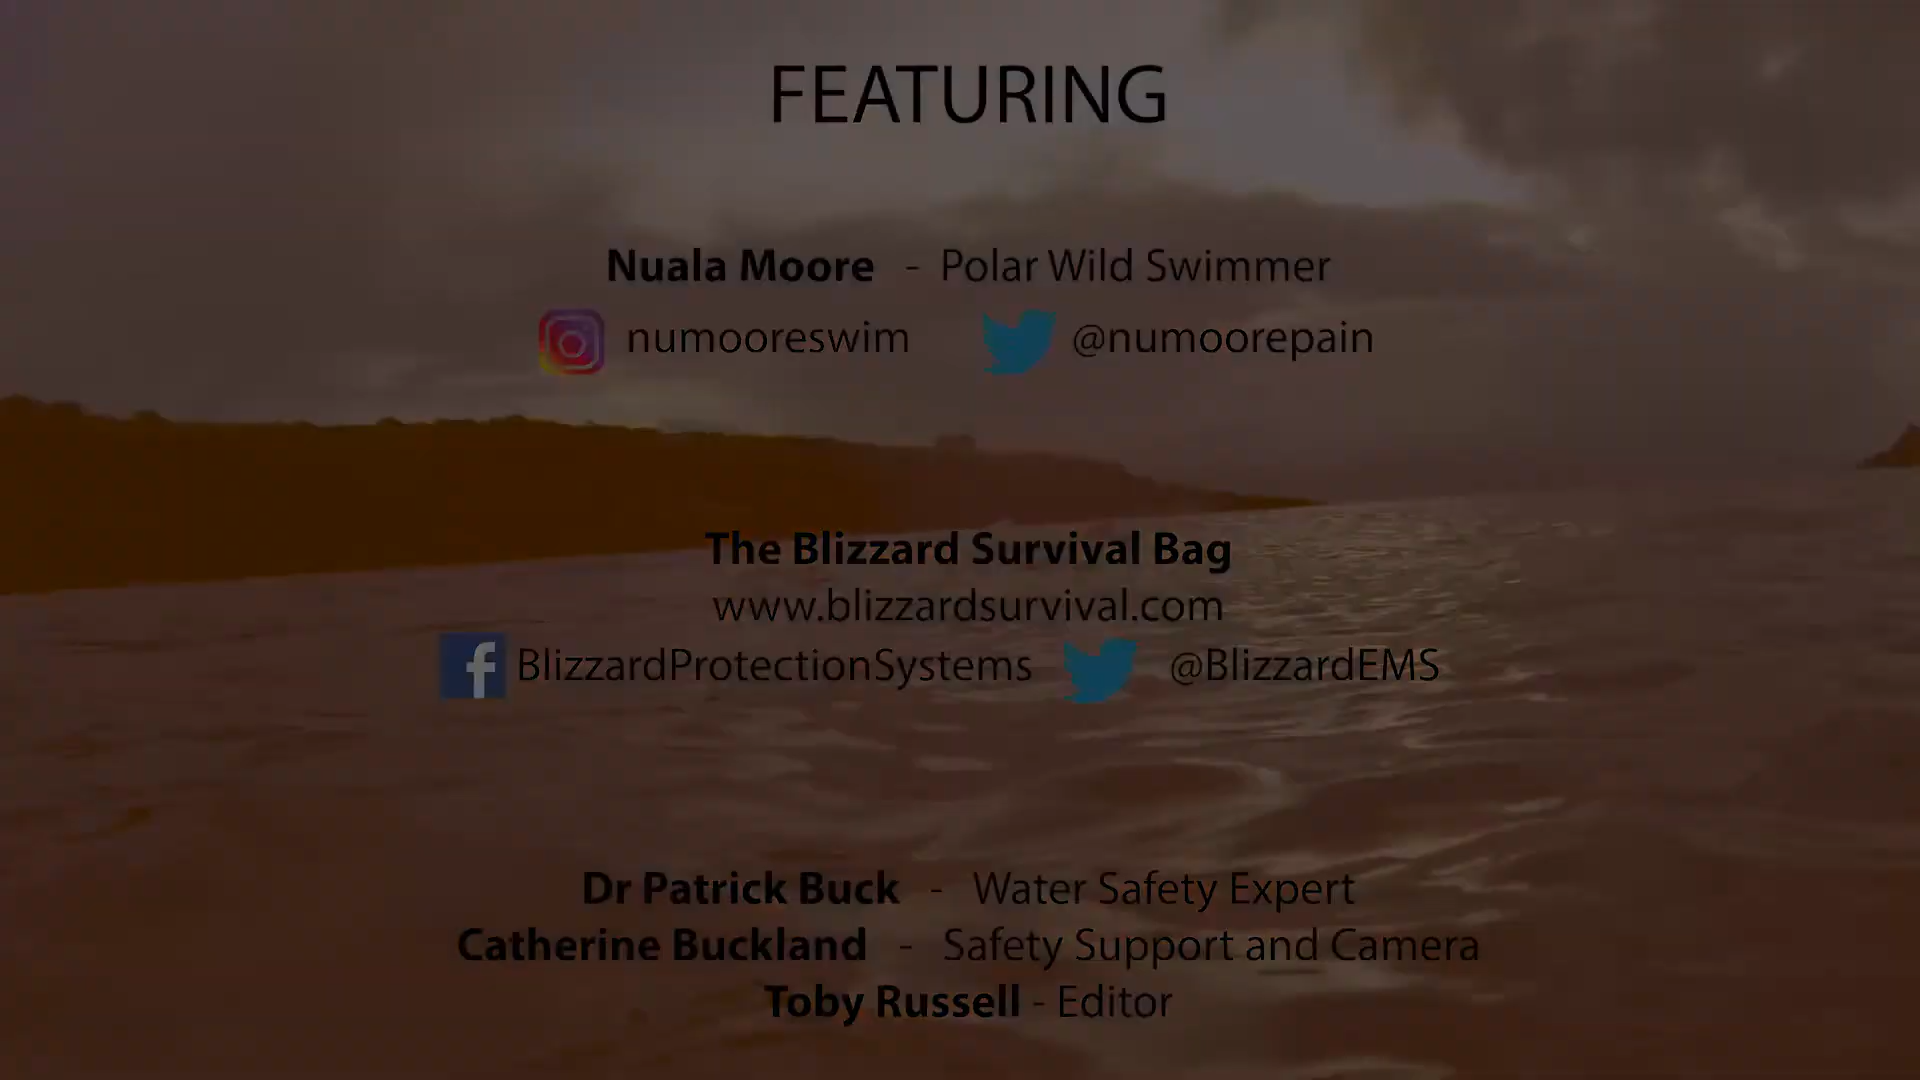 FEATURING
Nuala Moore - Polar Wild Swimmer
numooreswim @numoorepain
The Blizzard Survival Bag
www.blizzardsurvival.com
BlizzardProtectionSystems @BlizzardEMS
Dr Patrick Buck - Water Safety Expert
Catherine Buckland - Safety Support and Camera
Toby Russell - Editor